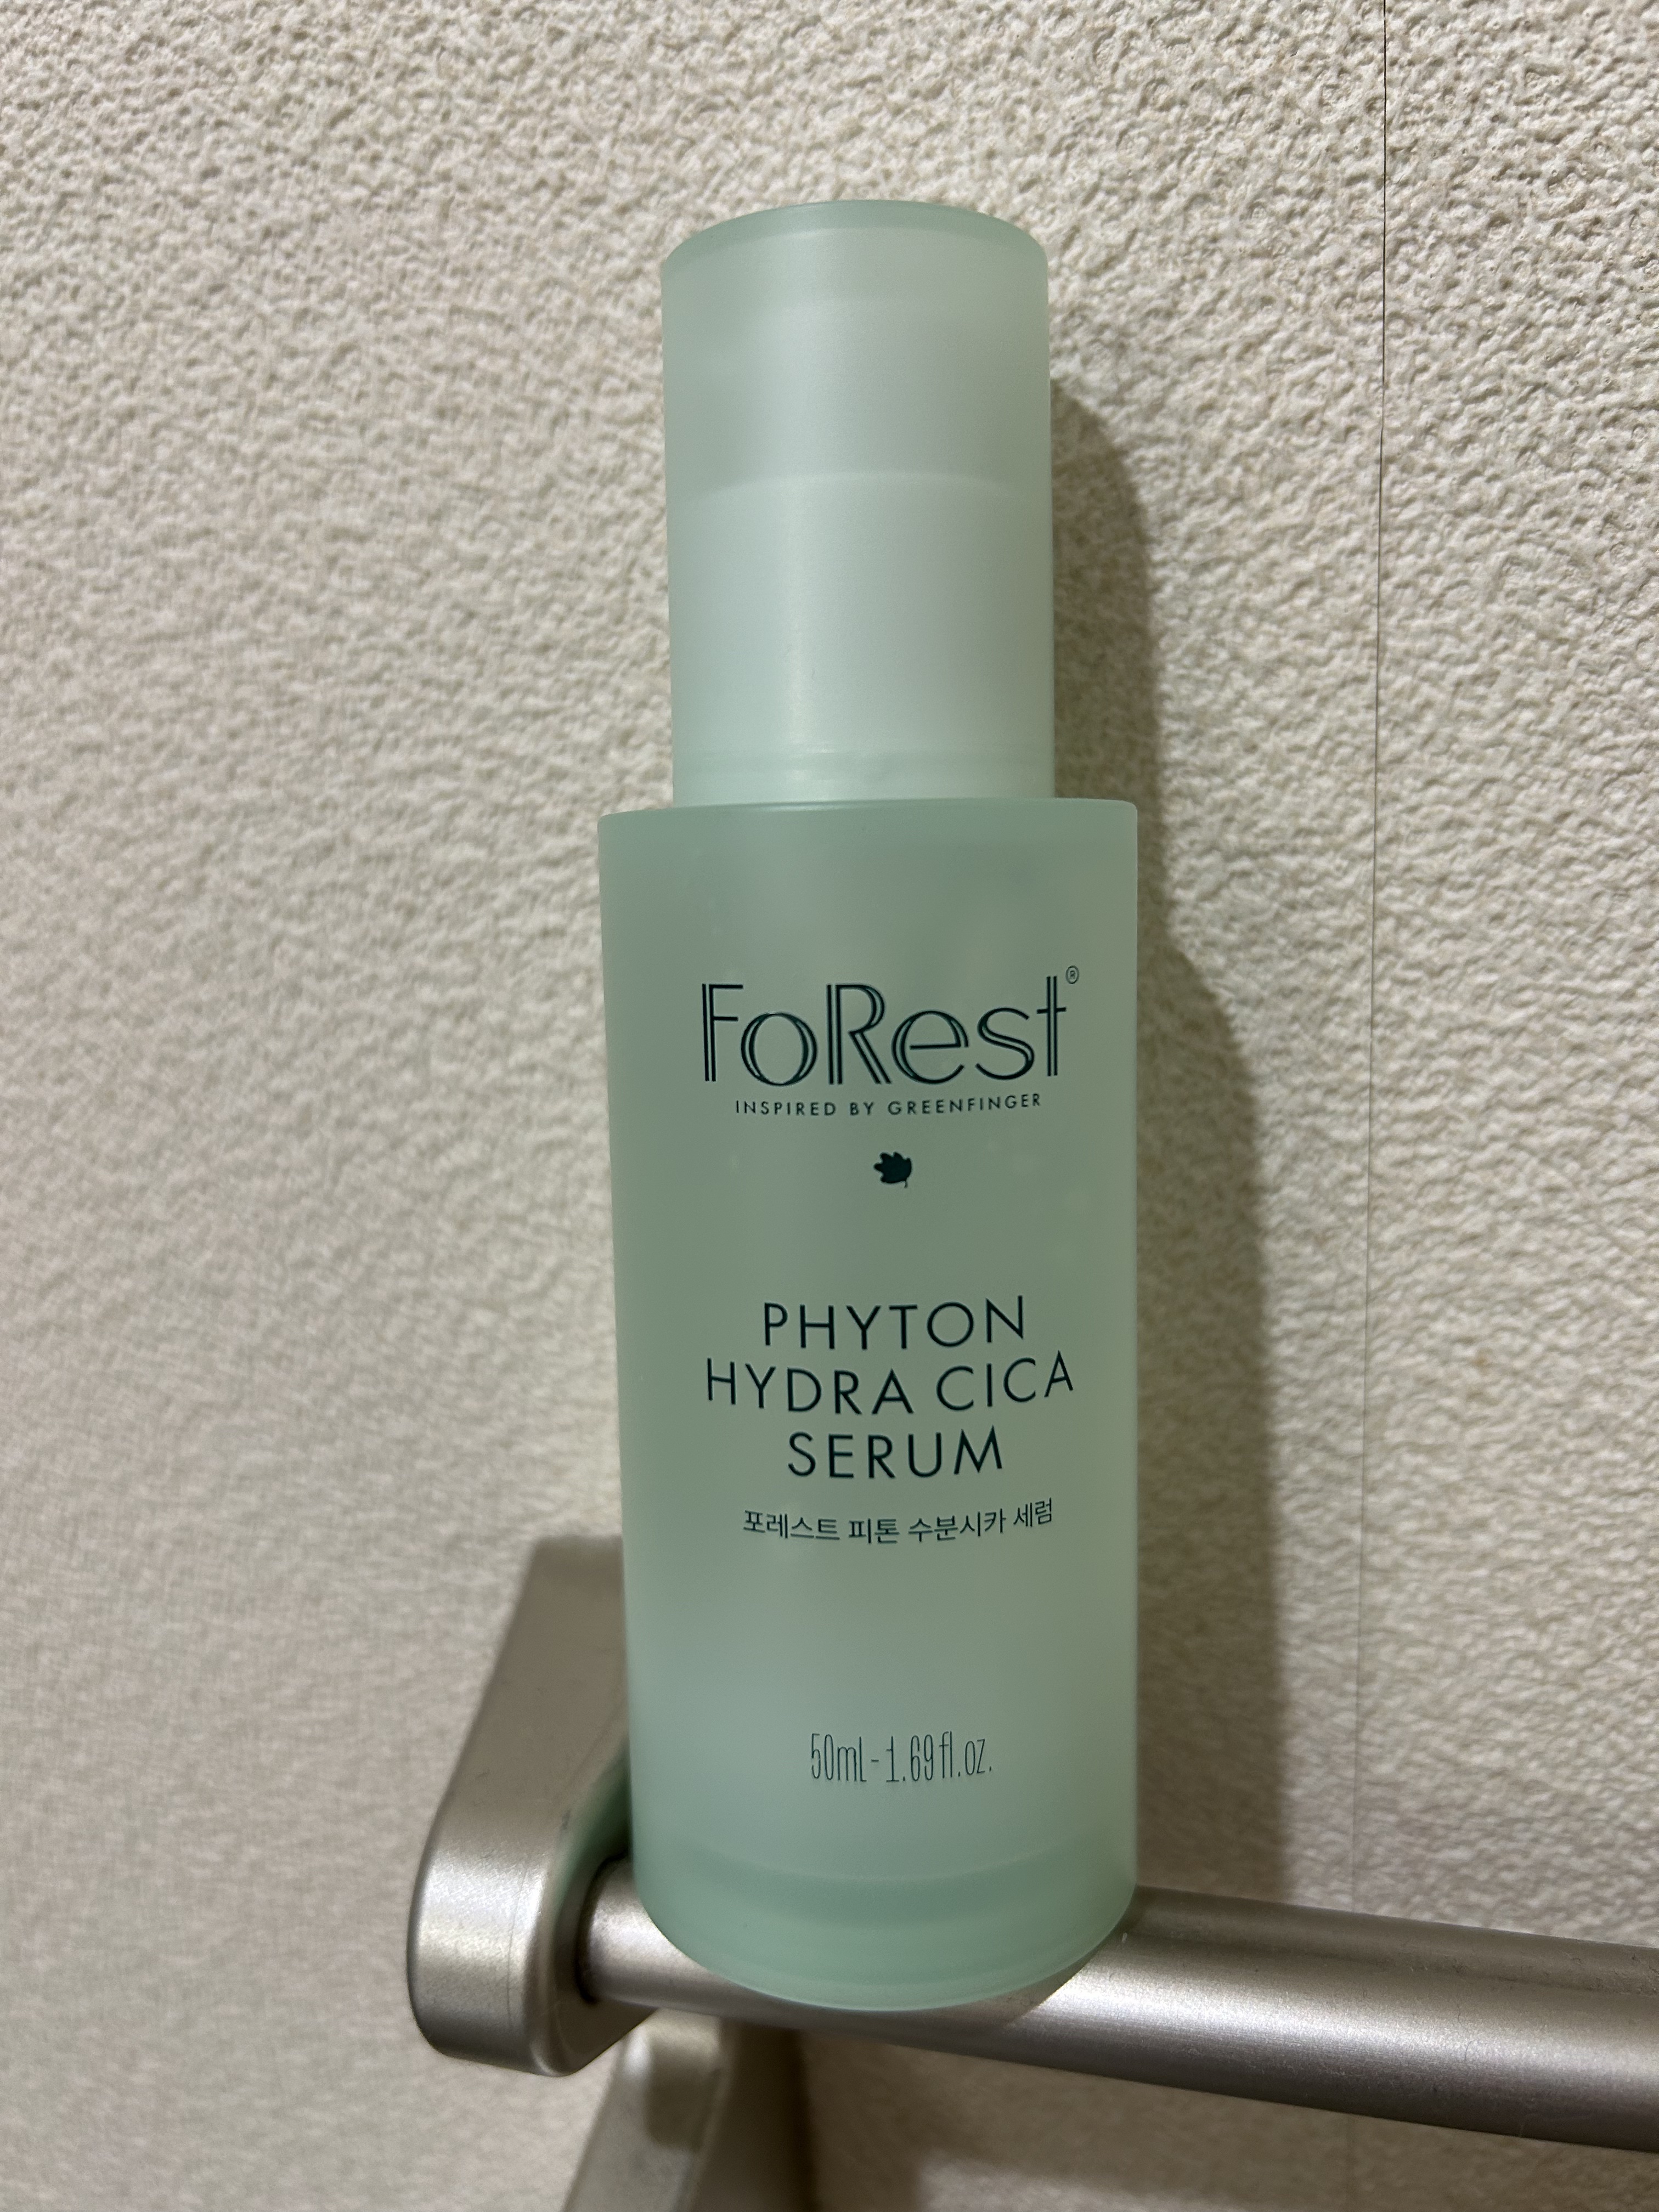 FoRest®
INSPIRED BY GREENFINGER
PHYTON
HYDRA CICA
SERUM
포레스트 피톤 수분시카 세럼
50ml-1.69fl.oz.